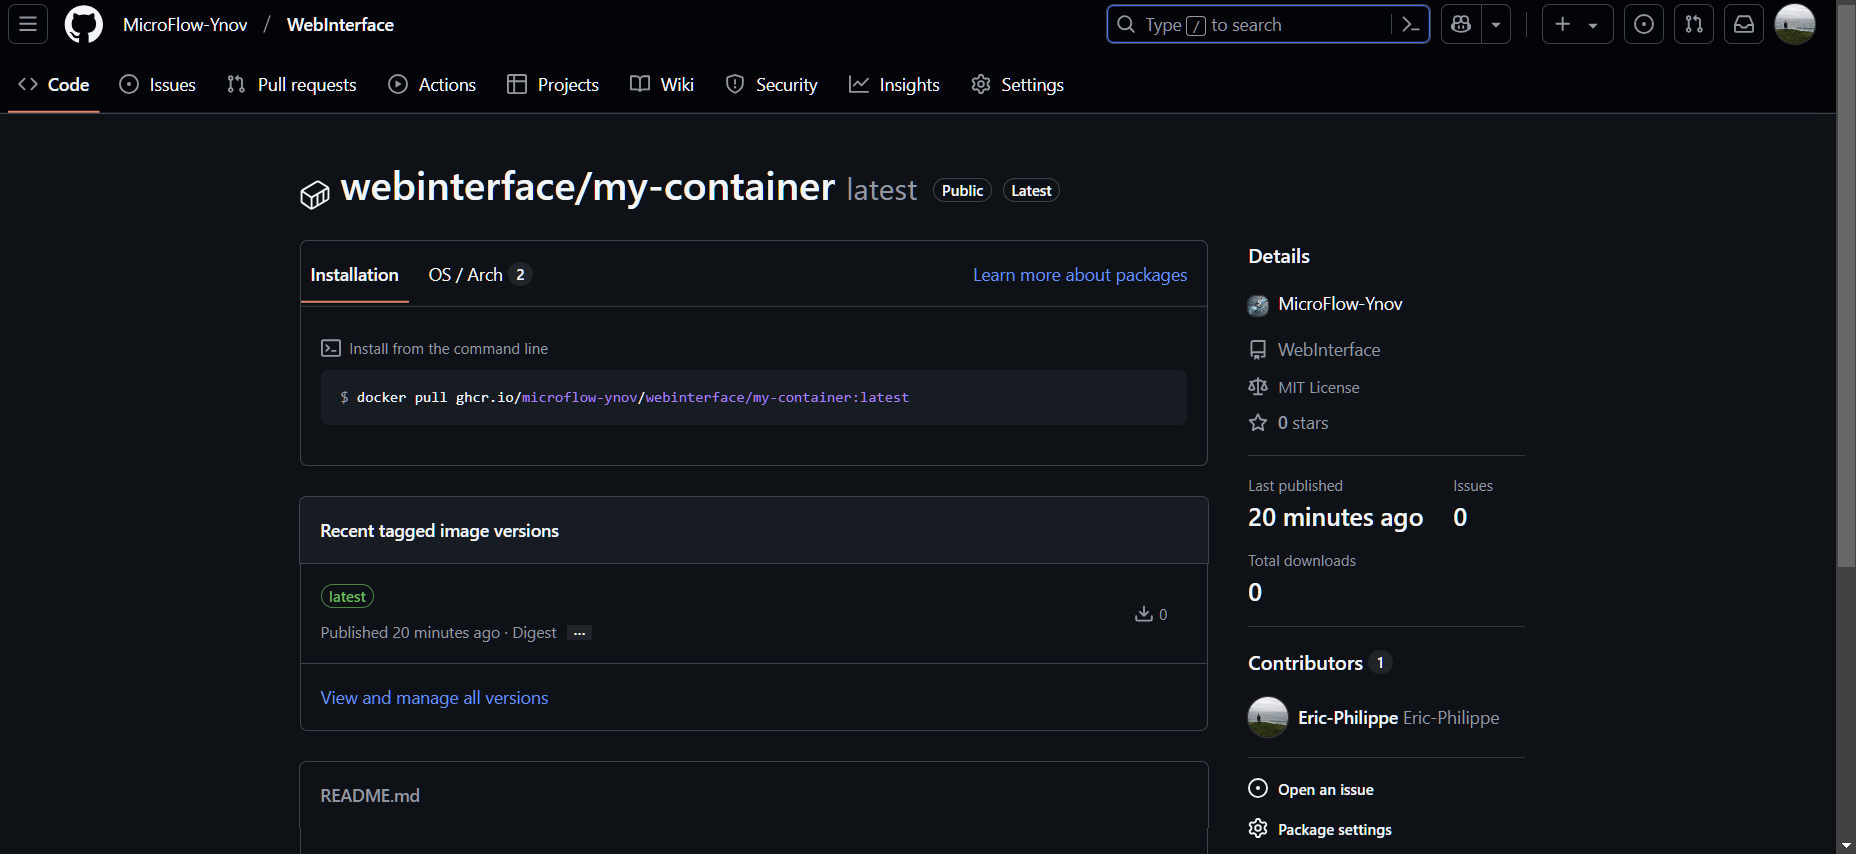 MicroFlow-Ynov / WebInterface
Type / to search
Code Issues Pull requests Actions Projects Wiki Security Insights Settings
webinterface/my-container latest Public Latest
Installation OS / Arch 2 Learn more about packages
Install from the command line
$ docker pull ghcr.io/microflow-ynov/webinterface/my-container:latest
Recent tagged image versions
latest
Published 20 minutes ago · Digest ...
0
View and manage all versions
README.md
Details
MicroFlow-Ynov
WebInterface
MIT License
0 stars
Last published Issues
20 minutes ago 0
Total downloads
0
Contributors 1
Eric-Philippe Eric-Philippe
Open an issue
Package settings